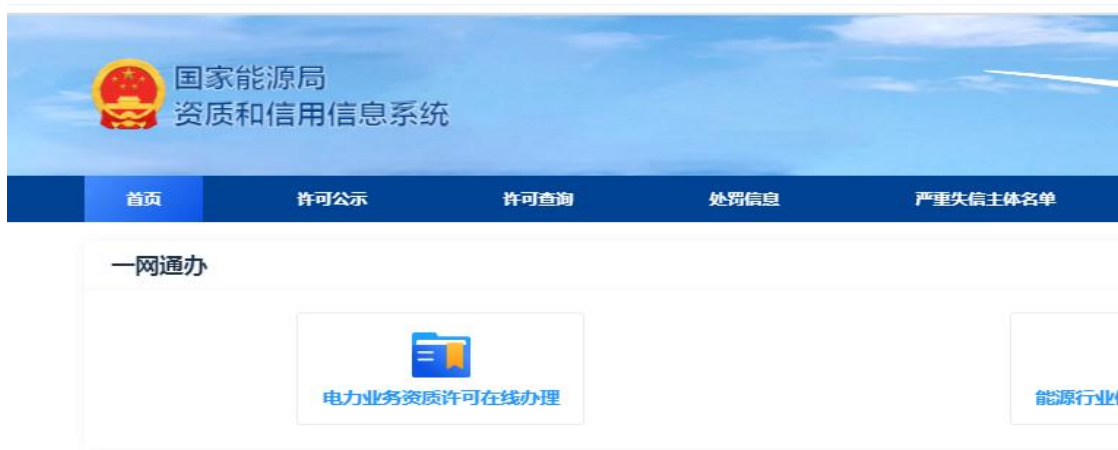 国家能源局
资质和信用信息系统
首页 许可公示 许可查询 处罚信息 严重失信主体名单
一网通办
电力业务资质许可在线办理 能源行业